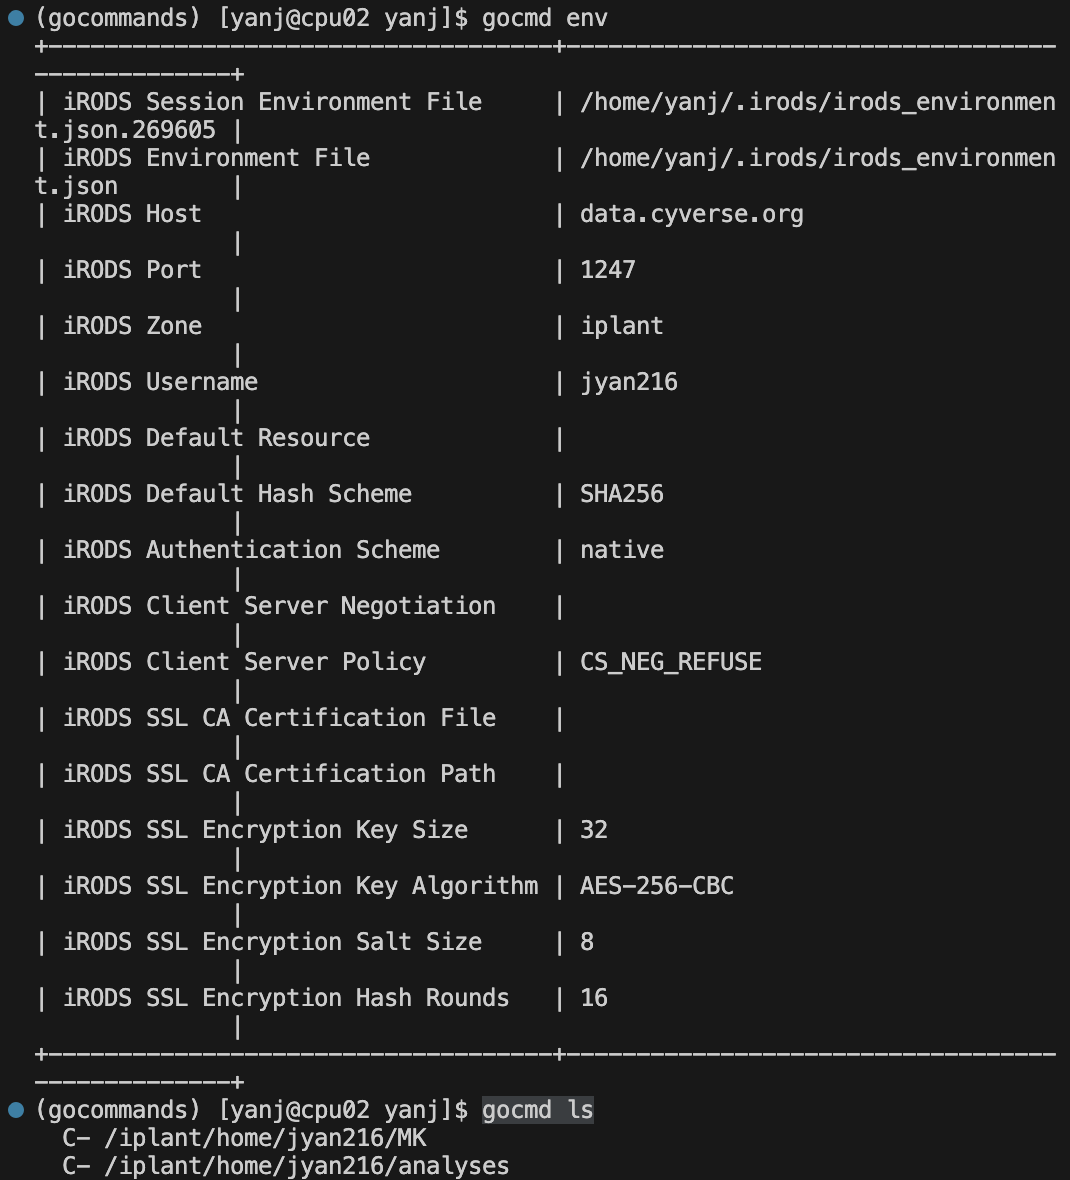 (gocommands) [yanj@cpu02 yanj]$ gocmd env
+------------------------------------+-----------------------------------
--------------+
| iRODS Session Environment File     | /home/yanj/.irods/irods_environmen
t.json.269605 |
| iRODS Environment File             | /home/yanj/.irods/irods_environmen
t.json        |
| iRODS Host                         | data.cyverse.org
              |
| iRODS Port                         | 1247
              |
| iRODS Zone                         | iplant
              |
| iRODS Username                     | jyan216
              |
| iRODS Default Resource             |
              |
| iRODS Default Hash Scheme          | SHA256
              |
| iRODS Authentication Scheme        | native
              |
| iRODS Client Server Negotiation    |
              |
| iRODS Client Server Policy         | CS_NEG_REFUSE
              |
| iRODS SSL CA Certification File    |
              |
| iRODS SSL CA Certification Path    |
              |
| iRODS SSL Encryption Key Size      | 32
              |
| iRODS SSL Encryption Key Algorithm | AES-256-CBC
              |
| iRODS SSL Encryption Salt Size     | 8
              |
| iRODS SSL Encryption Hash Rounds   | 16
              |
+------------------------------------+-----------------------------------
--------------+
(gocommands) [yanj@cpu02 yanj]$ gocmd ls
  C- /iplant/home/jyan216/MK
  C- /iplant/home/jyan216/analyses